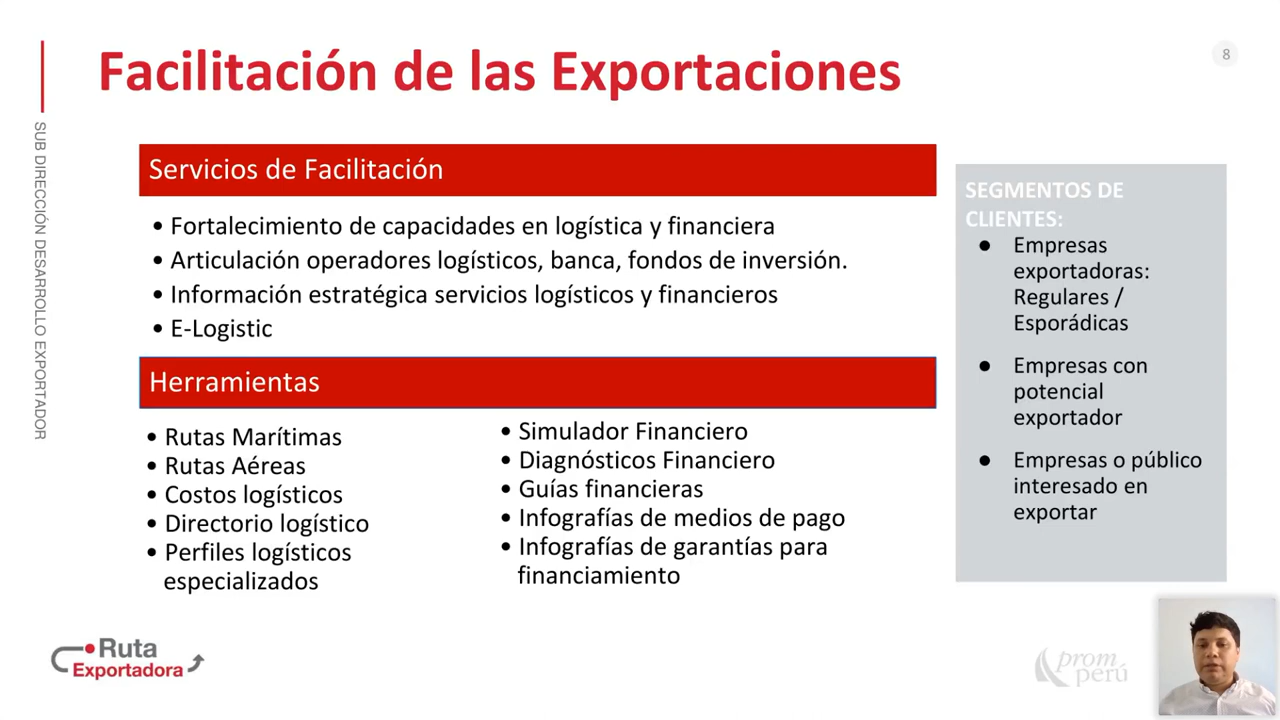 Facilitación de las Exportaciones
8
SUB DIRECCIÓN DESARROLLO EXPORTADOR
Servicios de Facilitación
• Fortalecimiento de capacidades en logística y financiera
• Articulación operadores logísticos, banca, fondos de inversión.
• Información estratégica servicios logísticos y financieros
• E-Logistic
Herramientas
• Rutas Marítimas
• Rutas Aéreas
• Costos logísticos
• Directorio logístico
• Perfiles logísticos
especializados
• Simulador Financiero
• Diagnósticos Financiero
• Guías financieras
• Infografías de medios de pago
• Infografías de garantías para
financiamiento
SEGMENTOS DE
CLIENTES:
● Empresas
exportadoras:
Regulares /
Esporádicas
● Empresas con
potencial
exportador
● Empresas o público
interesado en
exportar
Ruta
Exportadora
prom
perú